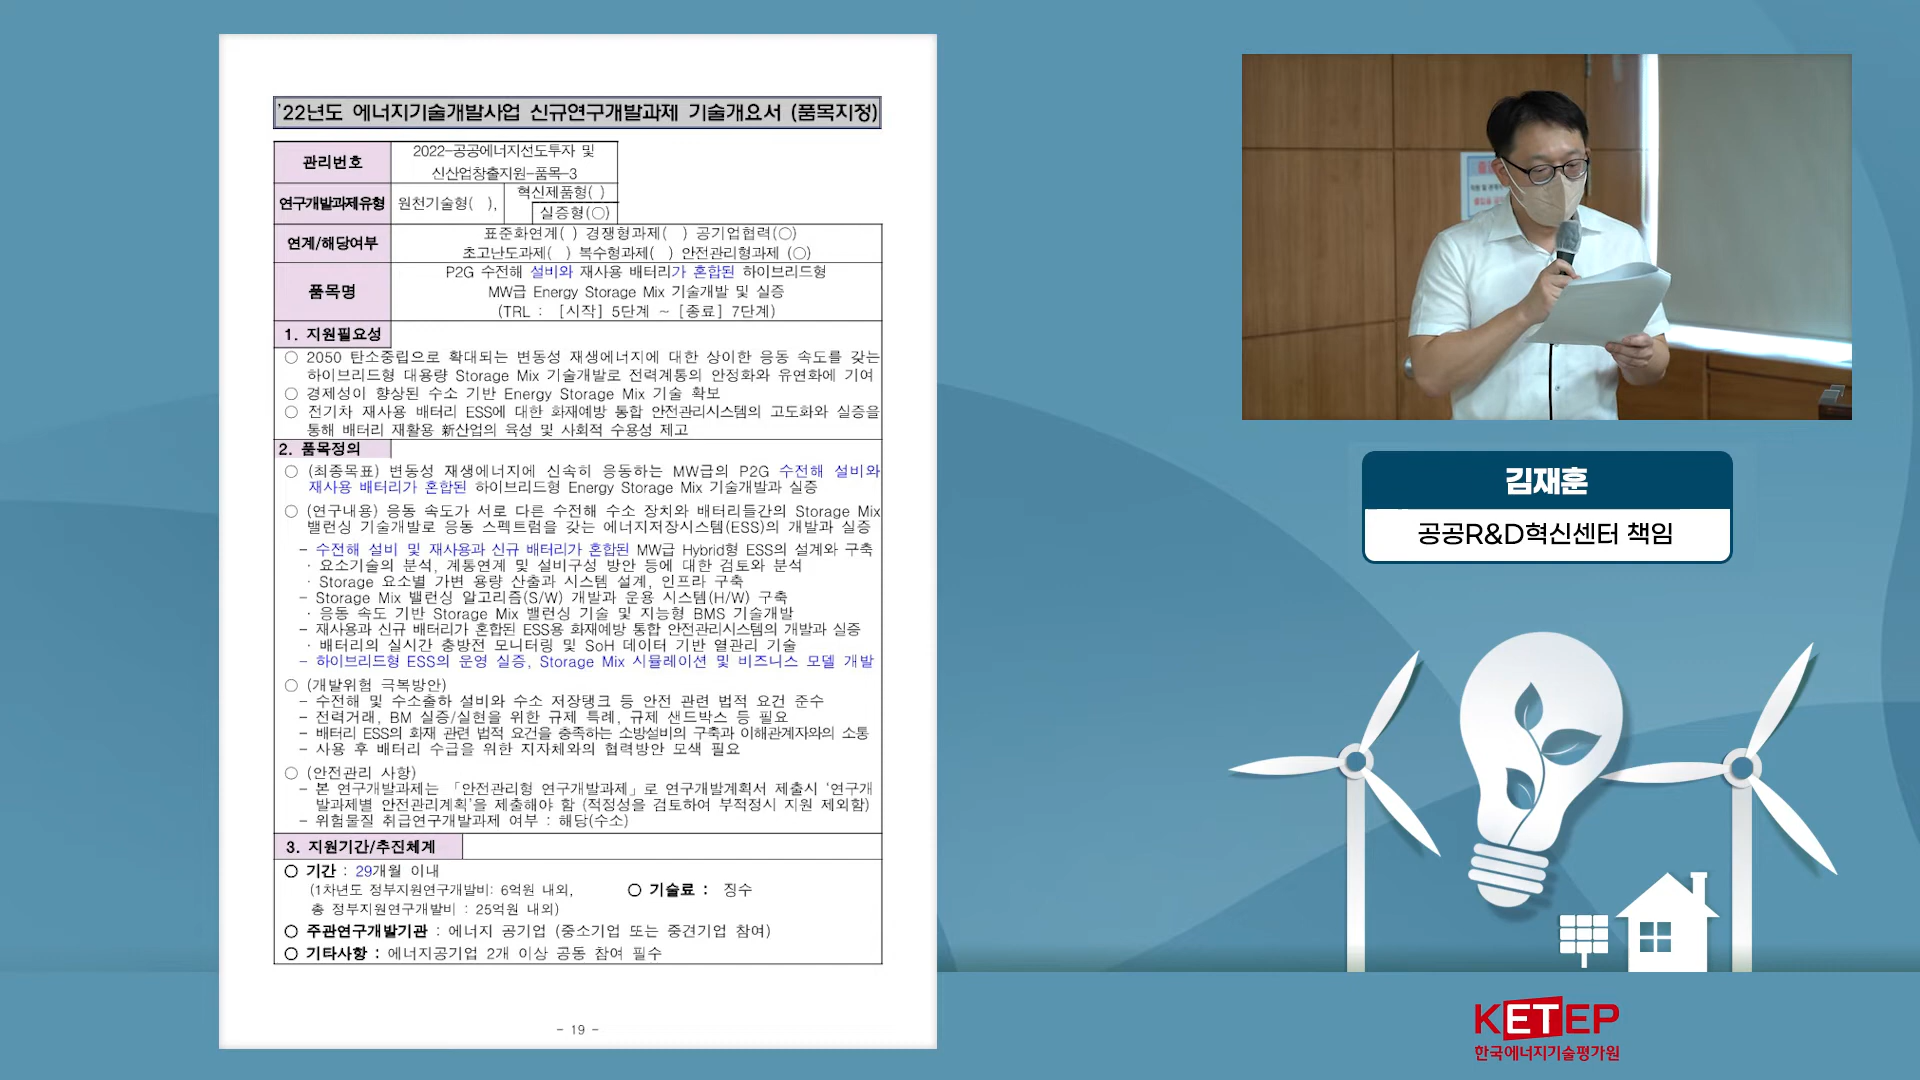 '22년도 에너지기술개발사업 신규연구개발과제 기술개요서 (품목지정)
관리번호
2022-공공에너지선도투자 및
신산업창출지원-품목-3
연구개발과제유형
원천기술형( ),
혁신제품형( )
실증형(○)
연계/해당여부
표준화연계( ) 경쟁형과제( ) 공기업협력(○)
초고난도과제( ) 복수형과제( ) 안전관리형과제 (○)
품목명
P2G 수전해 설비와 재사용 배터리가 혼합된 하이브리드형
MW급 Energy Storage Mix 기술개발 및 실증
(TRL : [시작] 5단계 ~ [종료] 7단계)
1. 지원필요성
○ 2050 탄소중립으로 확대되는 변동성 재생에너지에 대한 상이한 응동 속도를 갖는
하이브리드형 대용량 Storage Mix 기술개발로 전력계통의 안정화와 유연화에 기여
○ 경제성이 향상된 수소 기반 Energy Storage Mix 기술 확보
○ 전기차 재사용 배터리 ESS에 대한 화재예방 통합 안전관리시스템의 고도화와 실증을
통해 배터리 재활용 新산업의 육성 및 사회적 수용성 제고
2. 품목정의
○ (최종목표) 변동성 재생에너지에 신속히 응동하는 MW급의 P2G 수전해 설비와
재사용 배터리가 혼합된 하이브리드형 Energy Storage Mix 기술개발과 실증
○ (연구내용) 응동 속도가 서로 다른 수전해 수소 장치와 배터리들간의 Storage Mix
밸런싱 기술개발로 응동 스펙트럼을 갖는 에너지저장시스템(ESS)의 개발과 실증
- 수전해 설비 및 재사용과 신규 배터리가 혼합된 MW급 Hybrid형 ESS의 설계와 구축
· 요소기술의 분석, 계통연계 및 설비구성 방안 등에 대한 검토와 분석
· Storage 요소별 가변 용량 산출과 시스템 설계, 인프라 구축
- Storage Mix 밸런싱 알고리즘(S/W) 개발과 운용 시스템(H/W) 구축
· 응동 속도 기반 Storage Mix 밸런싱 기술 및 지능형 BMS 기술개발
- 재사용과 신규 배터리가 혼합된 ESS용 화재예방 통합 안전관리시스템의 개발과 실증
· 배터리의 실시간 충방전 모니터링 및 SoH 데이터 기반 열관리 기술
- 하이브리드형 ESS의 운영 실증, Storage Mix 시뮬레이션 및 비즈니스 모델 개발
○ (개발위험 극복방안)
- 수전해 및 수소출하 설비와 수소 저장탱크 등 안전 관련 법적 요건 준수
- 전력거래, BM 실증/실현을 위한 규제 특례, 규제 샌드박스 등 필요
- 배터리 ESS의 화재 관련 법적 요건을 충족하는 소방설비의 구축과 이해관계자와의 소통
- 사용 후 배터리 수급을 위한 지자체와의 협력방안 모색 필요
○ (안전관리 사항)
- 본 연구개발과제는 「안전관리형 연구개발과제」로 연구개발계획서 제출시 '연구개
발과제별 안전관리계획'을 제출해야 함 (적정성을 검토하여 부적정시 지원 제외함)
- 위험물질 취급연구개발과제 여부 : 해당(수소)
3. 지원기간/추진체계
○ 기간 : 29개월 이내
(1차년도 정부지원연구개발비: 6억원 내외, ○ 기술료 : 징수
총 정부지원연구개발비 : 25억원 내외)
○ 주관연구개발기관 : 에너지 공기업 (중소기업 또는 중견기업 참여)
○ 기타사항 : 에너지공기업 2개 이상 공동 참여 필수
- 19 -
김재훈
공공R&D혁신센터 책임
KETEP
한국에너지기술평가원